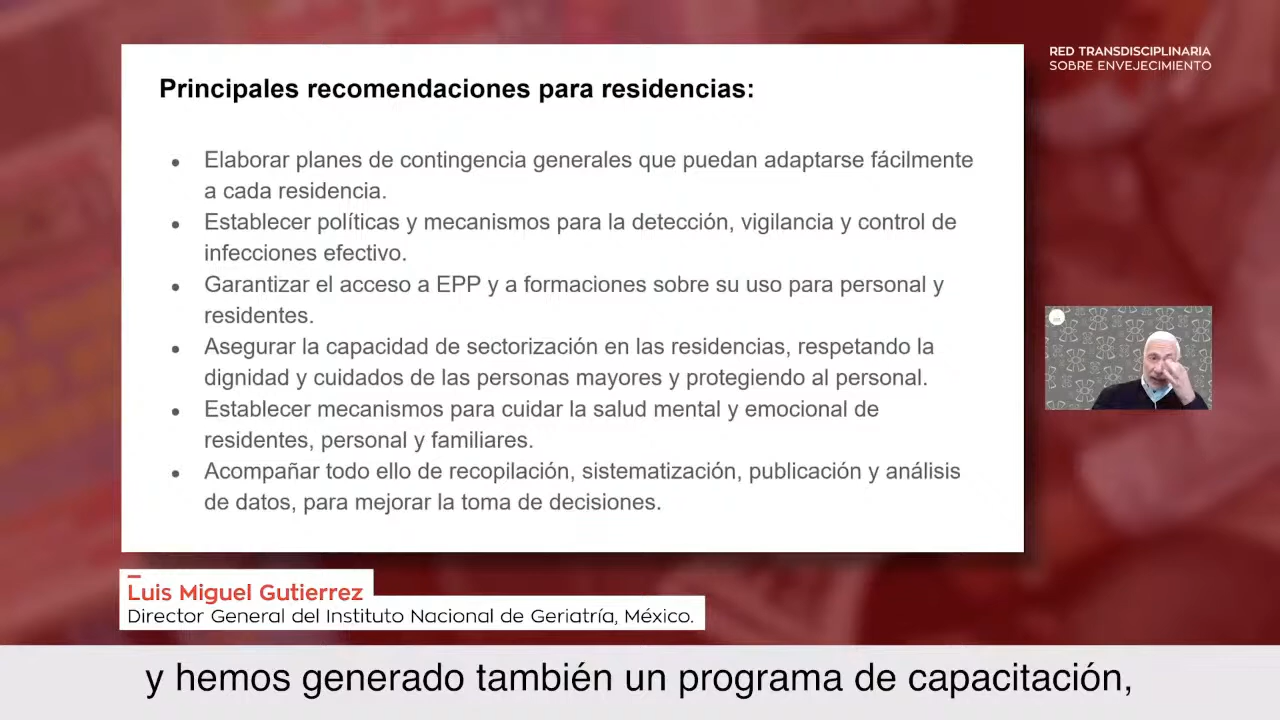 RED TRANSDISCIPLINARIA
SOBRE ENVEJECIMIENTO
Principales recomendaciones para residencias:
● Elaborar planes de contingencia generales que puedan adaptarse fácilmente
a cada residencia.
● Establecer políticas y mecanismos para la detección, vigilancia y control de
infecciones efectivo.
● Garantizar el acceso a EPP y a formaciones sobre su uso para personal y
residentes.
● Asegurar la capacidad de sectorización en las residencias, respetando la
dignidad y cuidados de las personas mayores y protegiendo al personal.
● Establecer mecanismos para cuidar la salud mental y emocional de
residentes, personal y familiares.
● Acompañar todo ello de recopilación, sistematización, publicación y análisis
de datos, para mejorar la toma de decisiones.
Luis Miguel Gutierrez
Director General del Instituto Nacional de Geriatría, México.
y hemos generado también un programa de capacitación,